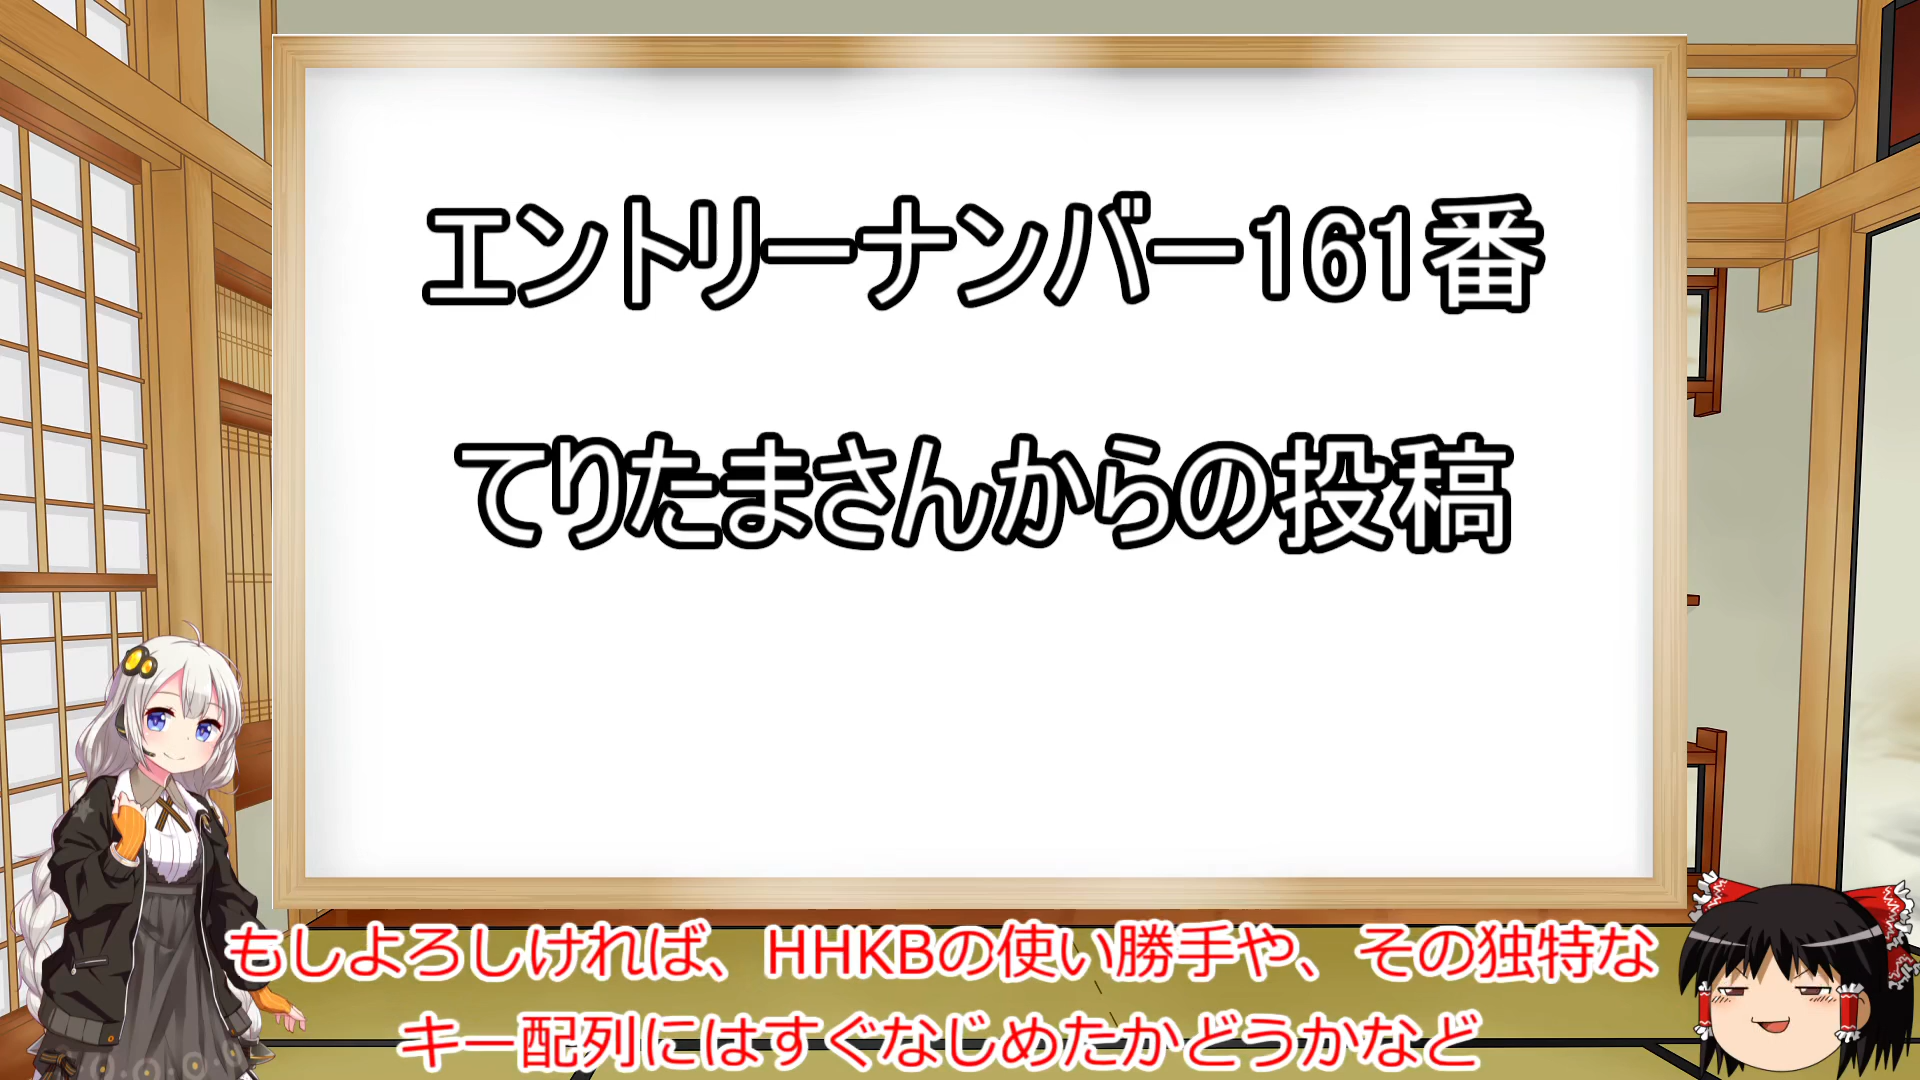 エントリーナンバー161番
てりたまさんからの投稿
もしよろしければ、HHKBの使い勝手や、その独特な
キー配列にはすぐなじめたかどうかなど